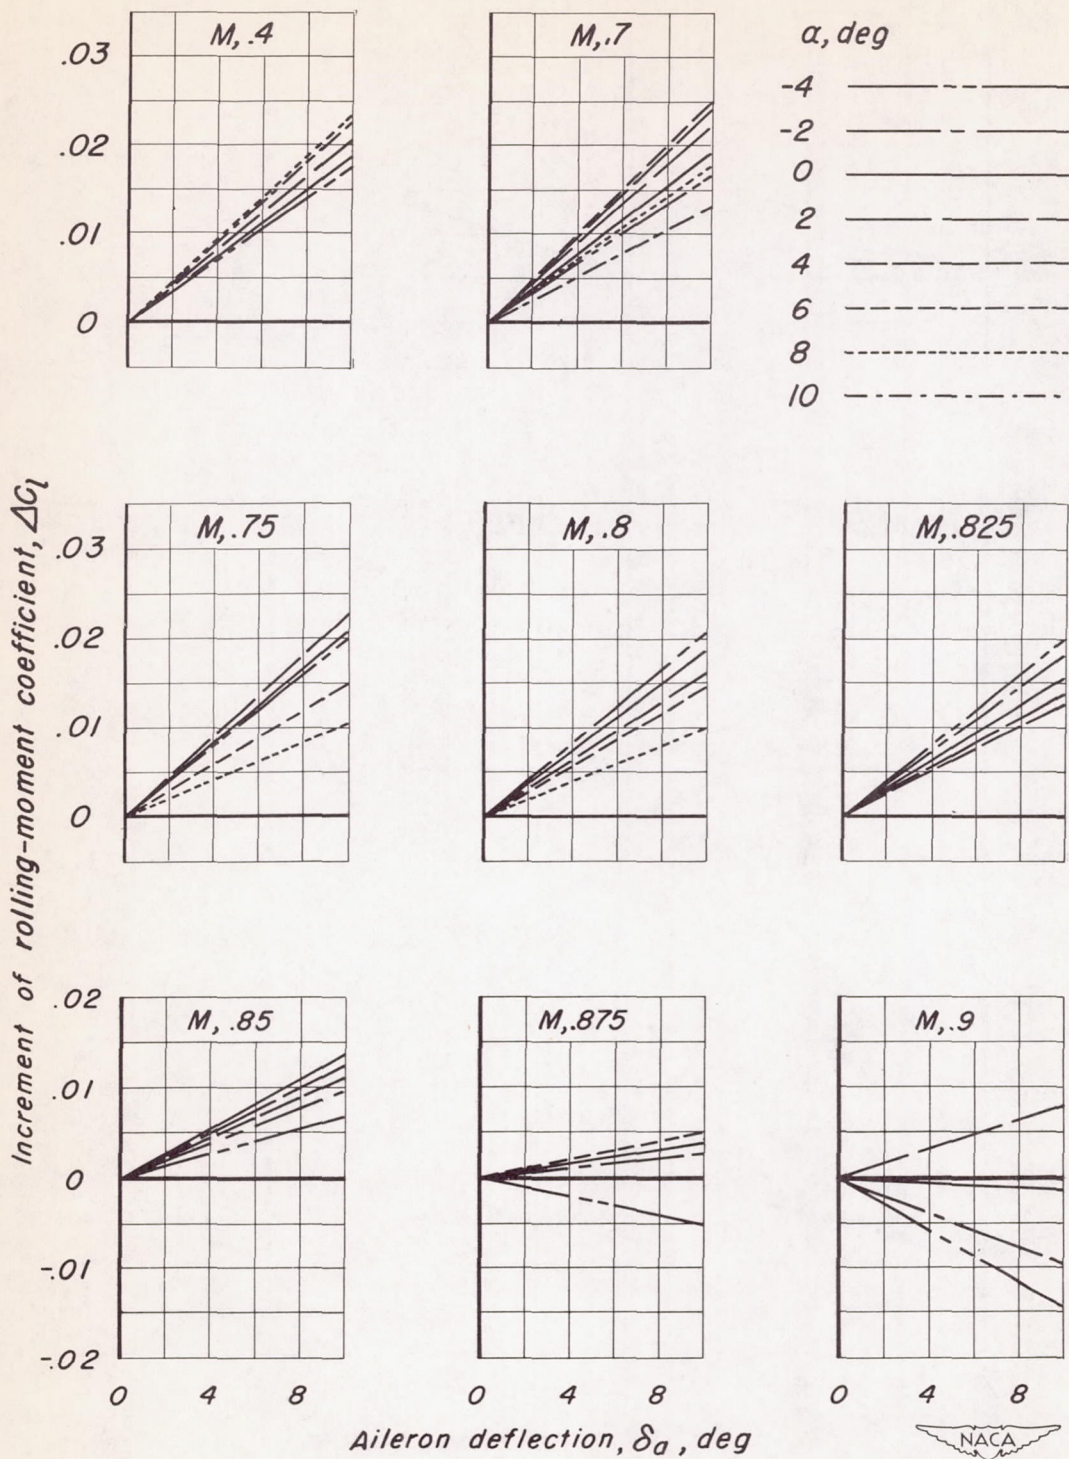 M, .4
M, .7
α, deg
-4
-2
0
2
4
6
8
10
.03
.02
.01
0
Increment of rolling-moment coefficient, ΔCl
M, .75
M, .8
M, .825
.03
.02
.01
0
M, .85
M, .875
M, .9
.02
.01
0
-.01
-.02
0 4 8
0 4 8
0 4 8
Aileron deflection, δa, deg
NACA